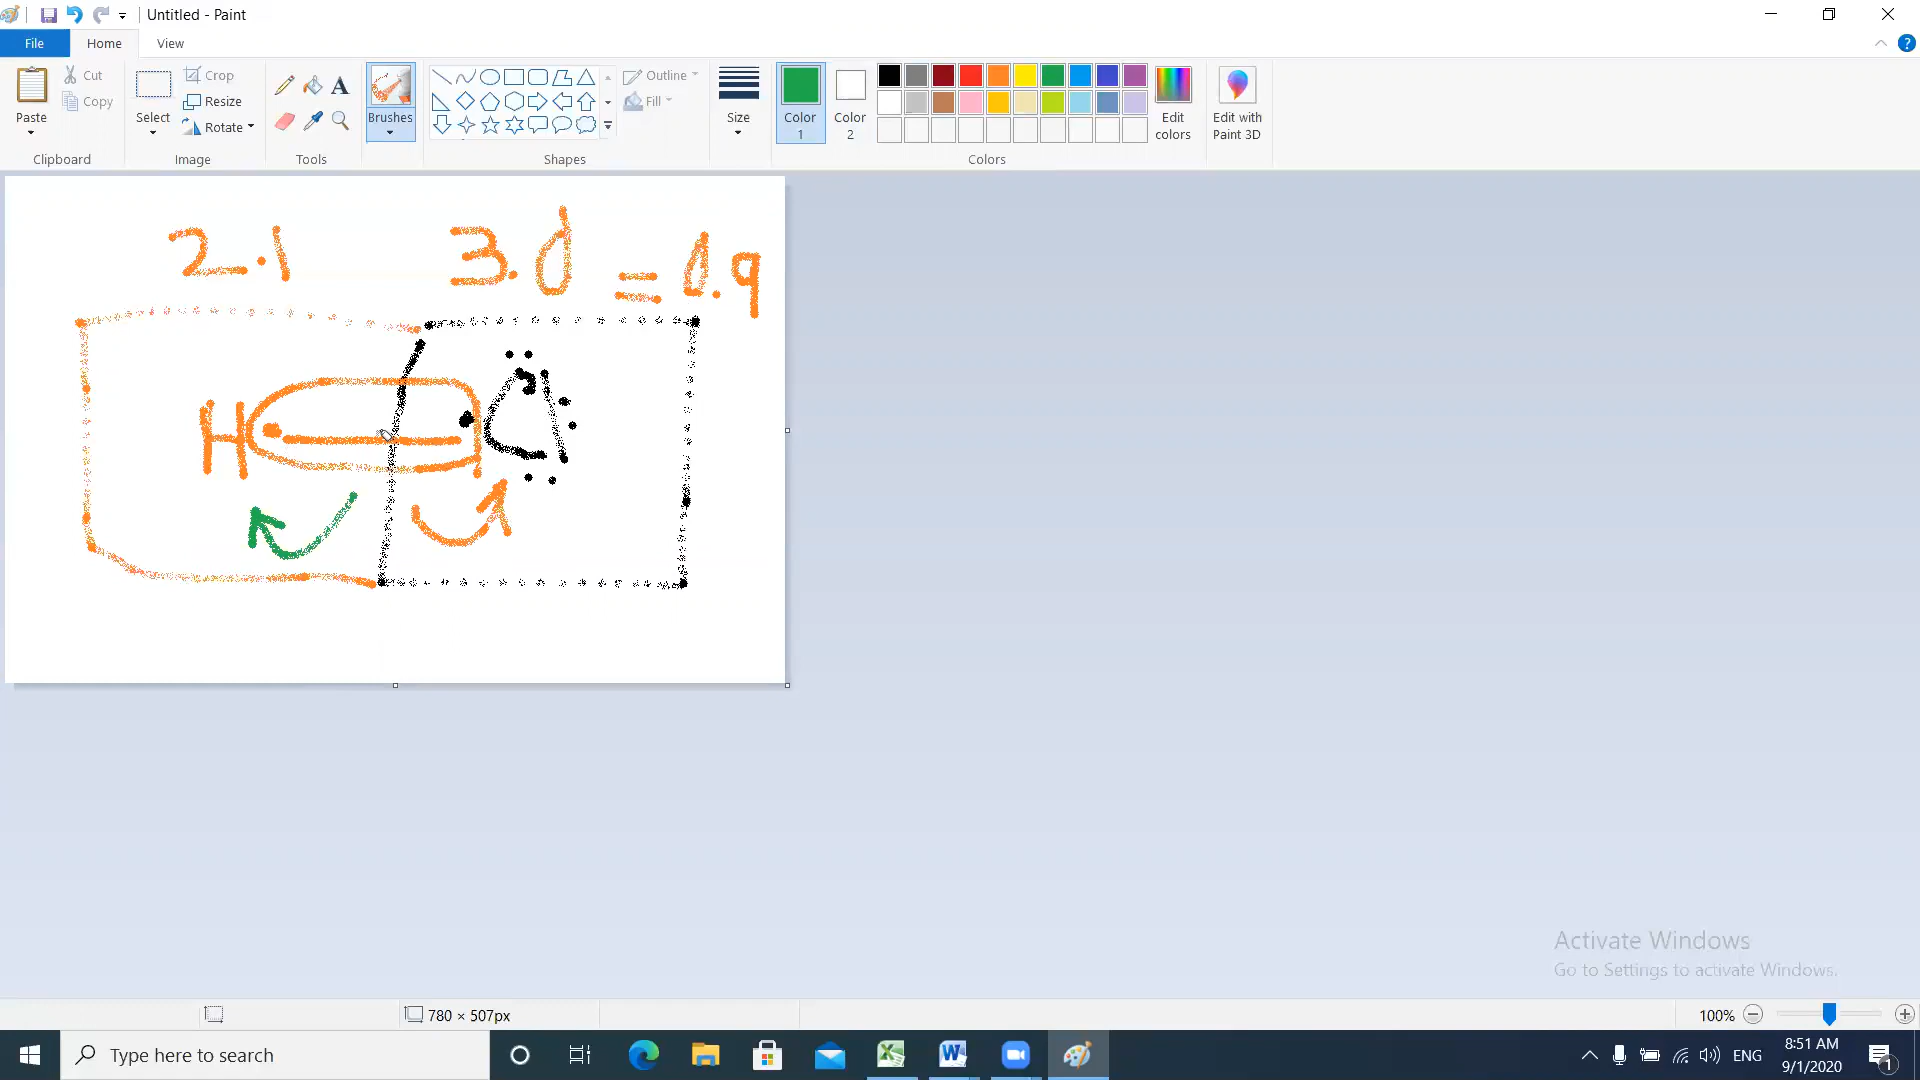 Untitled - Paint
File Home View
Paste Cut Copy Select Crop Resize Rotate Brushes Outline Fill Size Color 1 Color 2 Edit colors Edit with Paint 3D
Clipboard Image Tools Shapes Colors
2.1 3.0 = 0.9
H Cl
Activate Windows
Go to Settings to activate Windows.
780 × 507px 100%
Type here to search
ENG 8:51 AM
9/1/2020 1